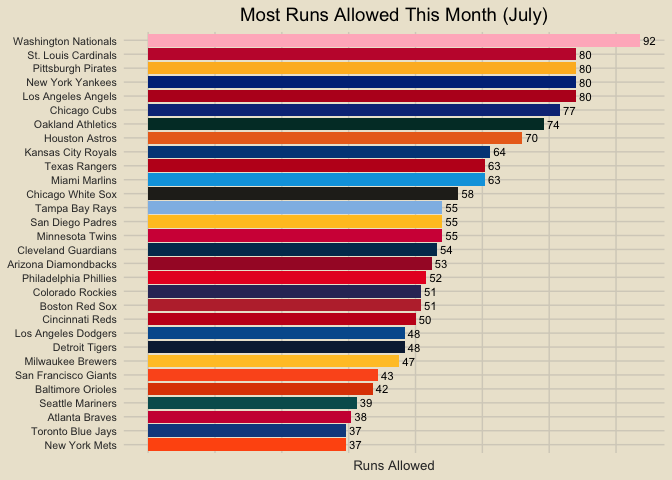 Most Runs Allowed This Month (July)
Washington Nationals 92
St. Louis Cardinals 80
Pittsburgh Pirates 80
New York Yankees 80
Los Angeles Angels 80
Chicago Cubs 77
Oakland Athletics 74
Houston Astros 70
Kansas City Royals 64
Texas Rangers 63
Miami Marlins 63
Chicago White Sox 58
Tampa Bay Rays 55
San Diego Padres 55
Minnesota Twins 55
Cleveland Guardians 54
Arizona Diamondbacks 53
Philadelphia Phillies 52
Colorado Rockies 51
Boston Red Sox 51
Cincinnati Reds 50
Los Angeles Dodgers 48
Detroit Tigers 48
Milwaukee Brewers 47
San Francisco Giants 43
Baltimore Orioles 42
Seattle Mariners 39
Atlanta Braves 38
Toronto Blue Jays 37
New York Mets 37
Runs Allowed